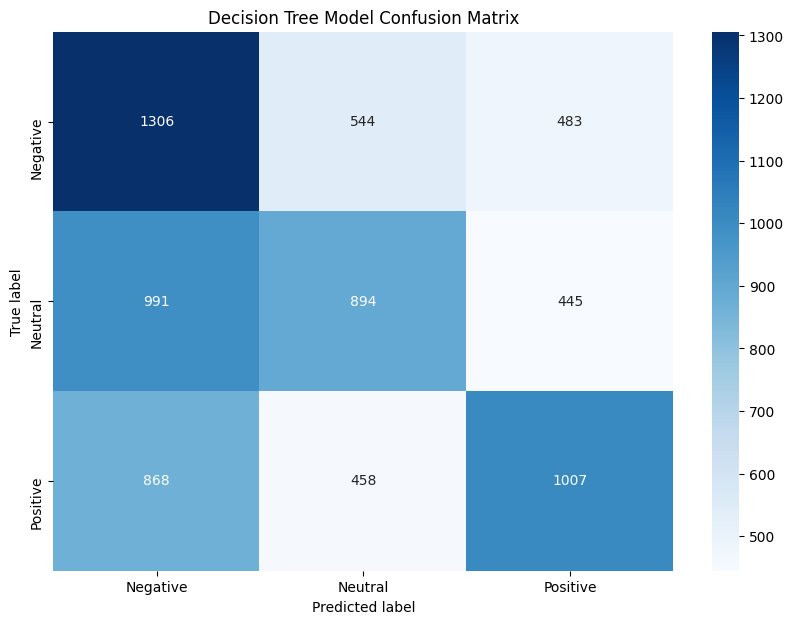 Decision Tree Model Confusion Matrix
True label
Negative
1306 544 483
Neutral
991 894 445
Positive
868 458 1007
Negative Neutral Positive
Predicted label
1300
1200
1100
1000
900
800
700
600
500